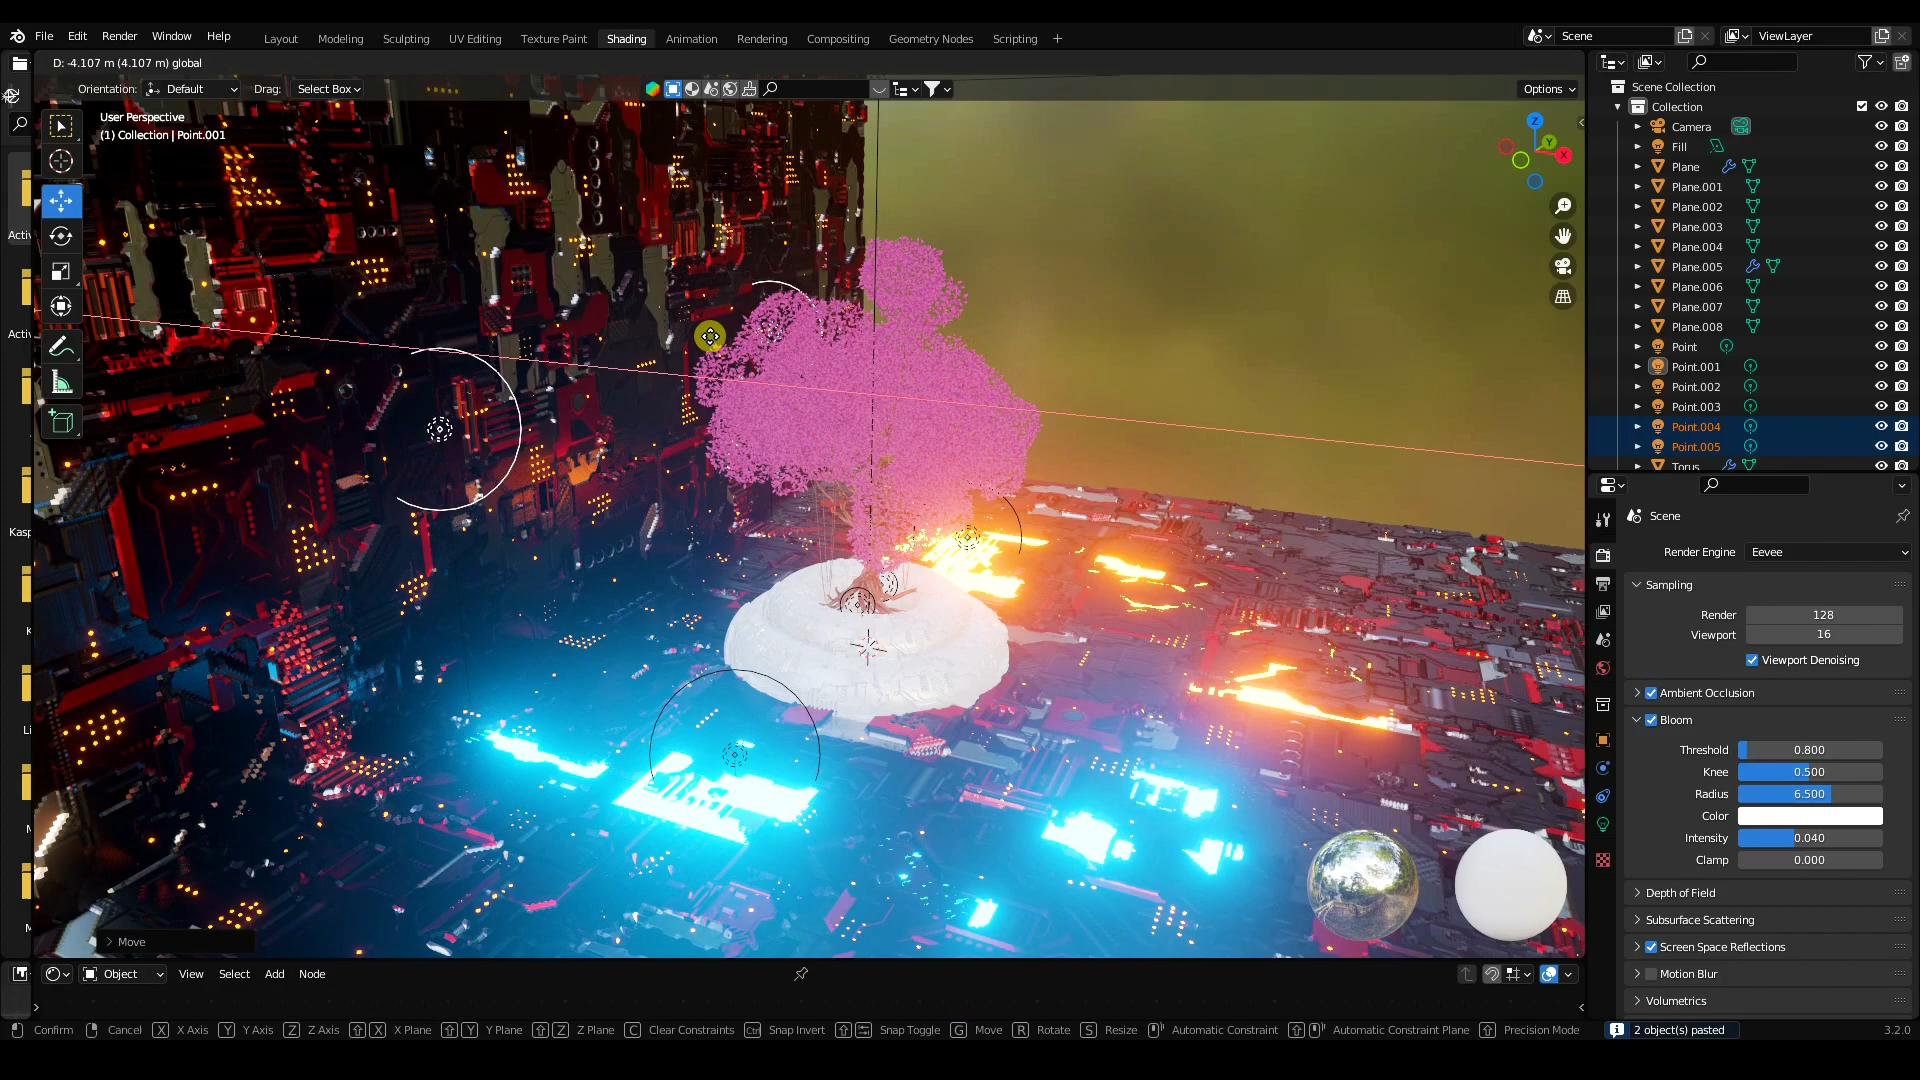 File Edit Render Window Help
Layout Modeling Sculpting UV Editing Texture Paint Shading Animation Rendering Compositing Geometry Nodes Scripting +
Scene
ViewLayer
D: -4.107 m (4.107 m) global
Orientation: Default Drag: Select Box
Options
User Perspective
(1) Collection | Point.001
Z
Y
X
Scene Collection
Collection
Camera
Fill
Plane
Plane.001
Plane.002
Plane.003
Plane.004
Plane.005
Plane.006
Plane.007
Plane.008
Point
Point.001
Point.002
Point.003
Point.004
Point.005
Torus
Acti
Acti
Kasp
K
Li
Scene
Render Engine Eevee
Sampling
Render 128
Viewport 16
Viewport Denoising
Ambient Occlusion
Bloom
Threshold 0.800
Knee 0.500
Radius 6.500
Color
Intensity 0.040
Clamp 0.000
Depth of Field
Subsurface Scattering
Screen Space Reflections
Motion Blur
Volumetrics
Move
Object View Select Add Node
Confirm Cancel X X Axis Y Y Axis Z Z Axis X X Plane Y Y Plane Z Z Plane C Clear Constraints Ctrl Snap Invert Snap Toggle G Move R Rotate S Resize Automatic Constraint Automatic Constraint Plane Precision Mode
2 object(s) pasted
3.2.0